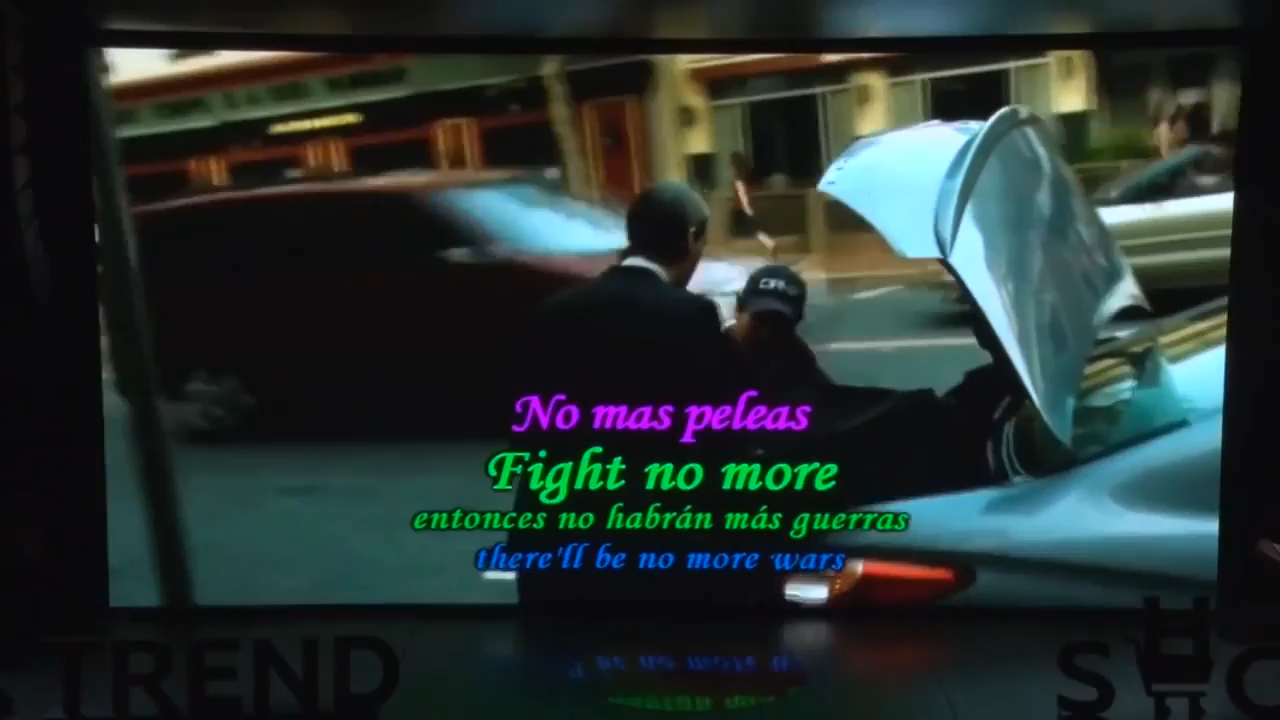 No mas peleas
Fight no more
entonces no habrán más guerras
there'll be no more wars
TREND